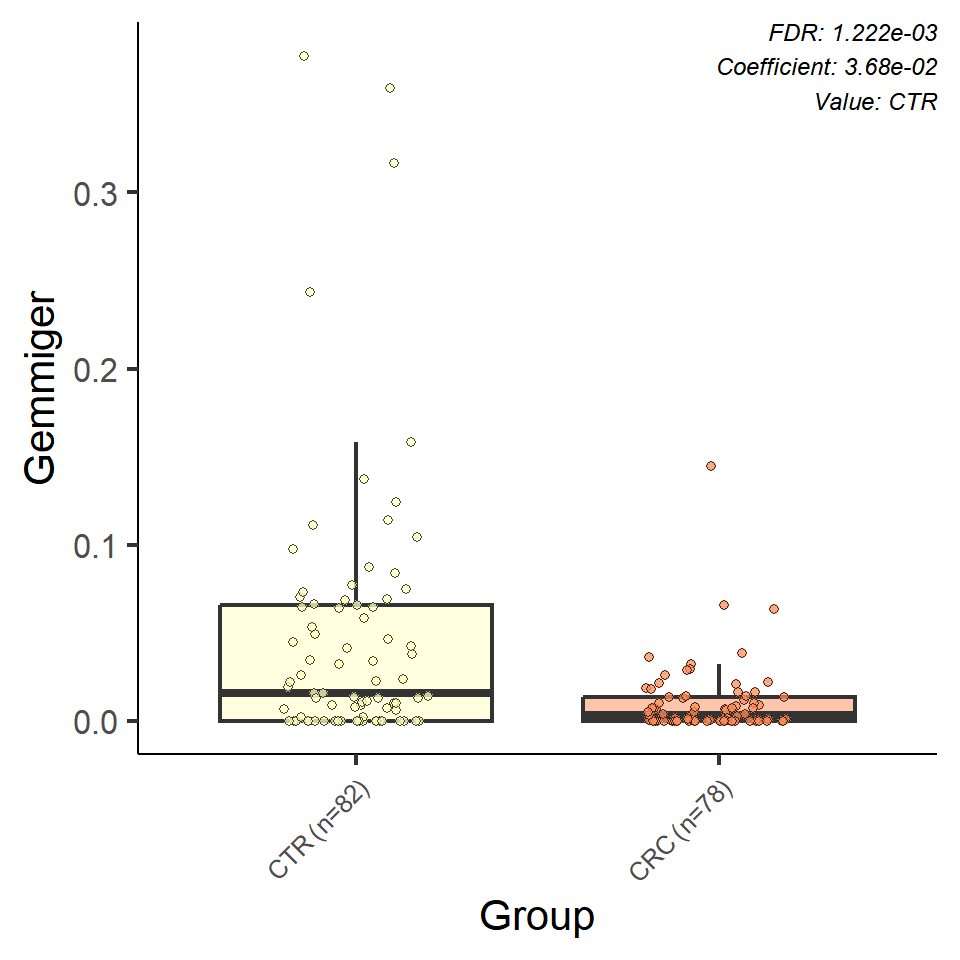 FDR: 1.222e-03
Coefficient: 3.68e-02
Value: CTR
Gemmiger
0.3
0.2
0.1
0.0
CTR (n=82)
CRC (n=78)
Group